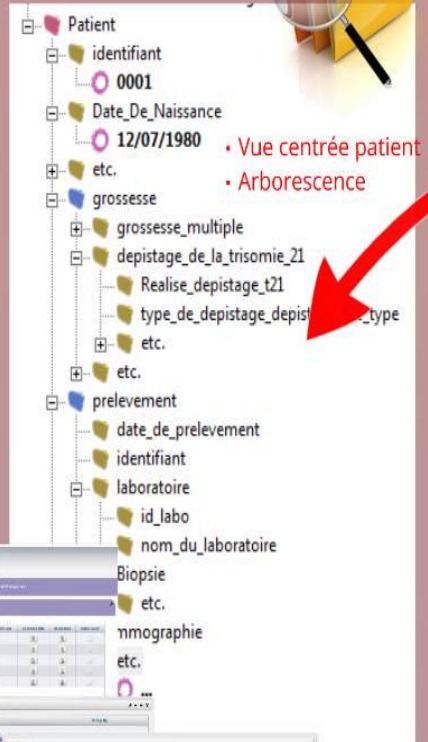 Patient
identifiant
0001
Date_De_Naissance
12/07/1980
• Vue centrée patient
etc.
• Arborescence
grossesse
grossesse_multiple
depistage_de_la_trisomie_21
Realise_depistage_t21
type_de_depistage_depist _type
etc.
etc.
prelevement
date_de_prelevement
identifiant
laboratoire
id_labo
nom_du_laboratoire
Biopsie
etc.
mmographie
etc.
...